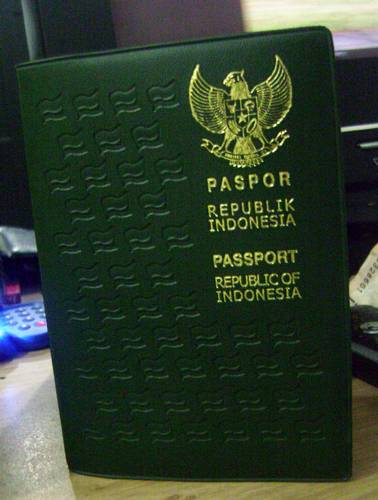 PASPOR
REPUBLIK
INDONESIA
PASSPORT
REPUBLIC OF
INDONESIA